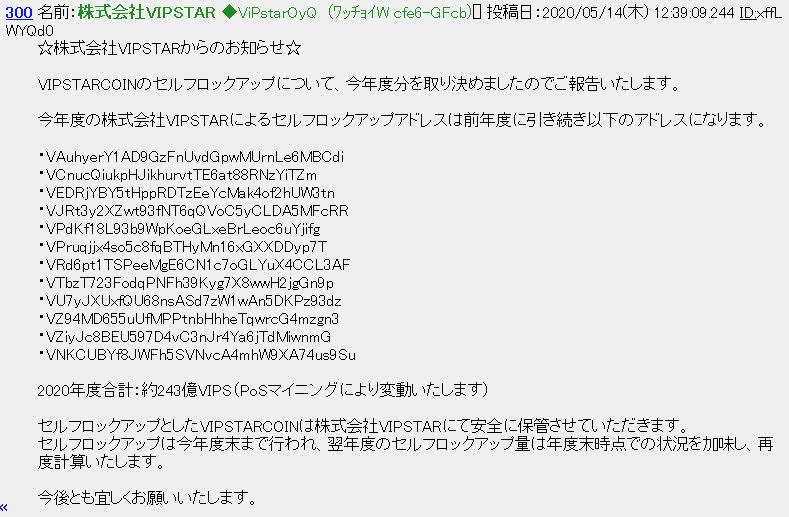 300 名前:株式会社VIPSTAR ◆ViPstarOyQ (ワッチョイW cfe6-GFcb)[] 投稿日:2020/05/14(木) 12:39:09.244 ID:xffL
WYQd0
☆株式会社VIPSTARからのお知らせ☆
VIPSTARCOINのセルフロックアップについて、今年度分を取り決めましたのでご報告いたします。
今年度の株式会社VIPSTARによるセルフロックアップアドレスは前年度に引き続き以下のアドレスになります。
・VAuhyerY1AD9GzFnUvdGpwMUrnLe6MBCdi
・VCnucQiukpHJikhurvtTE6at88RNzYiTZm
・VEDRjYBY5tHppRDTzEeYcMak4of2hUW3tn
・VJRt3y2XZwt93fNT6qQVoC5yCLDA5MFcRR
・VPdKf18L93b9WpKoeGLxeBrLeoc6uYjifg
・VPruqjjx4so5c8fqBTHyMn16xGXXDDyp7T
・VRd6pt1TSPeeMgE6CN1c7oGLYuX4CCL3AF
・VTbzT723FodqPNFh39Kyg7X8wwH2jgGn9p
・VU7yJXUxfQU68nsASd7zW1wAn5DKPz93dz
・VZ94MD655uUfMPPtnbHhheTqwrcG4mzgn3
・VZiyJc8BEU597D4vC3nJr4Ya6jTdMiwnmG
・VNKCUBYf8JWFh5SVNvcA4mhW9XA74us9Su
2020年度合計:約243億VIPS(PoSマイニングにより変動いたします)
セルフロックアップとしたVIPSTARCOINは株式会社VIPSTARにて安全に保管させていただきます。
セルフロックアップは今年度末まで行われ、翌年度のセルフロックアップ量は年度末時点での状況を加味し、再
度計算いたします。
今後とも宜しくお願いいたします。
«